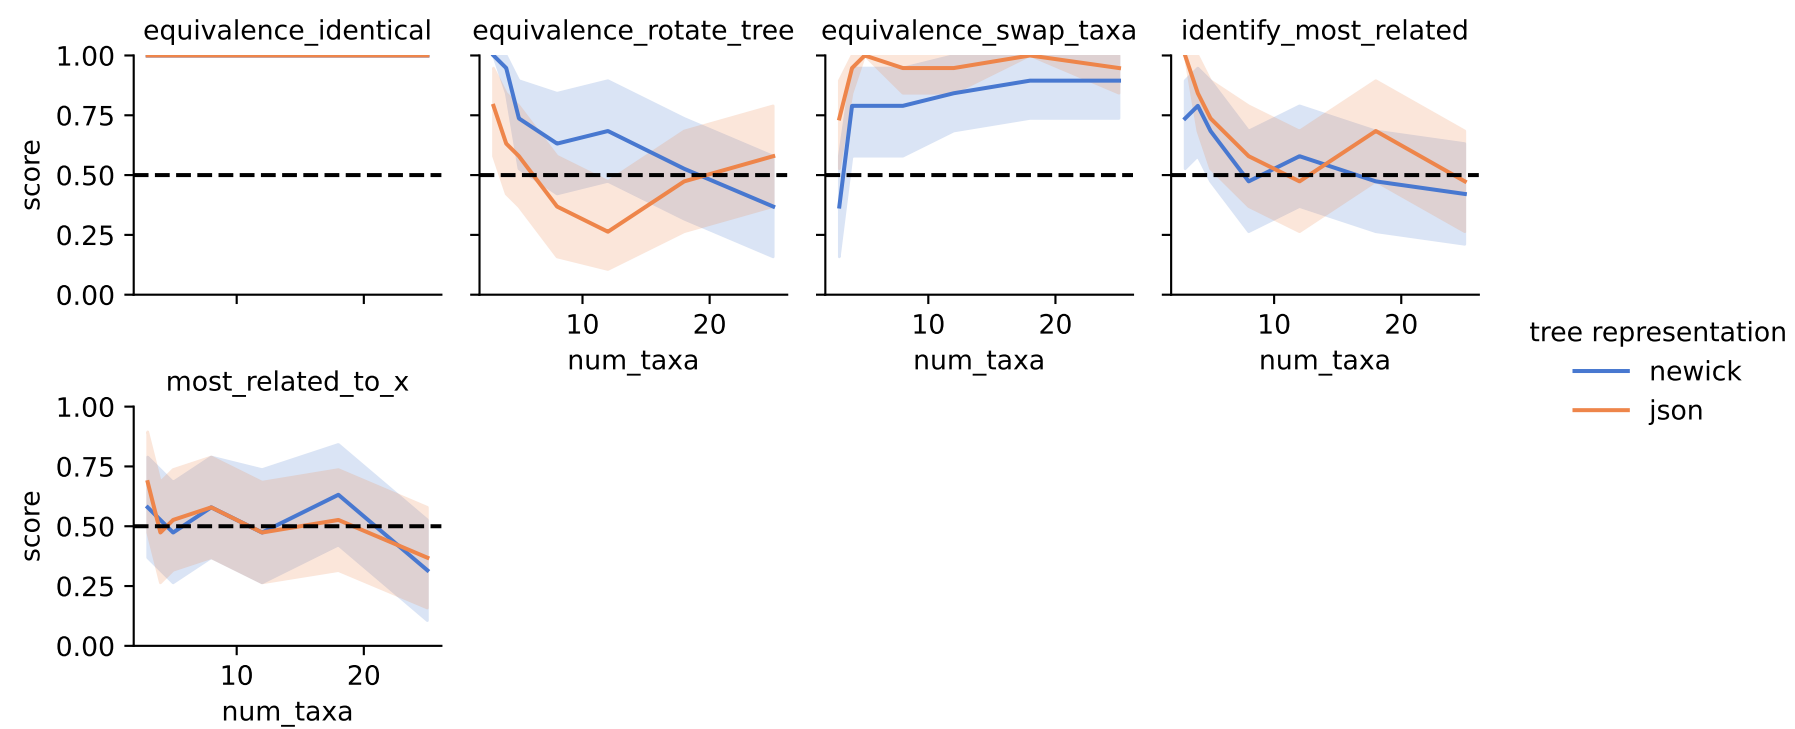 equivalence_identical
equivalence_rotate_tree
equivalence_swap_taxa
identify_most_related
1.00
0.75
0.50
0.25
0.00
score
10
20
num_taxa
10
20
num_taxa
10
20
num_taxa
most_related_to_x
1.00
0.75
0.50
0.25
0.00
score
10
20
num_taxa
tree representation
newick
json